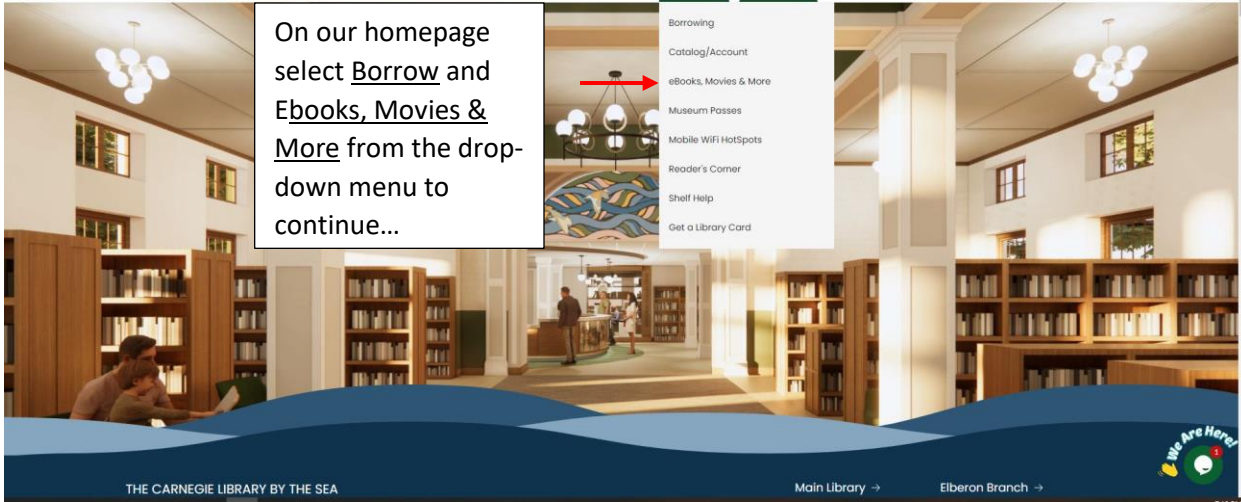 On our homepage
select Borrow and
Ebooks, Movies &
More from the drop-
down menu to
continue…
Borrowing
Catalog/Account
eBooks, Movies & More
Museum Passes
Mobile WiFi HotSpots
Reader's Corner
Shelf Help
Get a Library Card
We Are Here!
1
THE CARNEGIE LIBRARY BY THE SEA
Main Library →
Elberon Branch →